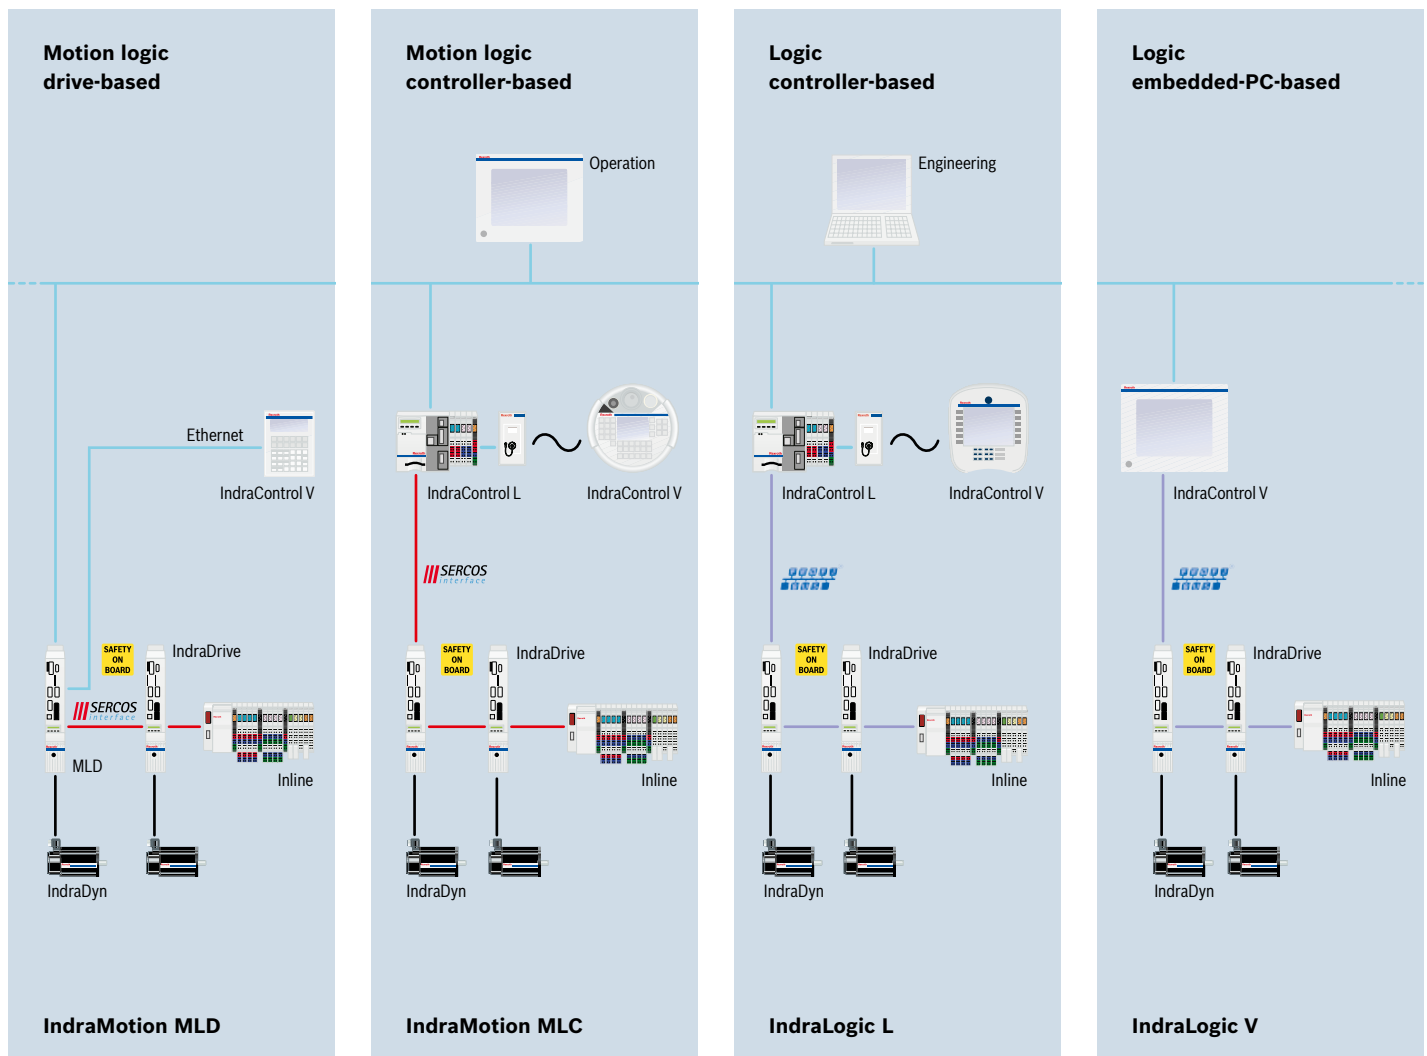 Motion logic
drive-based
Ethernet
IndraControl V
SAFETY
ON
BOARD
IndraDrive
SERCOS
interface
MLD
Inline
IndraDyn
IndraMotion MLD
Motion logic
controller-based
Operation
IndraControl L
IndraControl V
SERCOS
interface
SAFETY
ON
BOARD
IndraDrive
Inline
IndraDyn
IndraMotion MLC
Logic
controller-based
Engineering
IndraControl L
IndraControl V
SAFETY
ON
BOARD
IndraDrive
Inline
IndraDyn
IndraLogic L
Logic
embedded-PC-based
IndraControl V
SAFETY
ON
BOARD
IndraDrive
Inline
IndraDyn
IndraLogic V